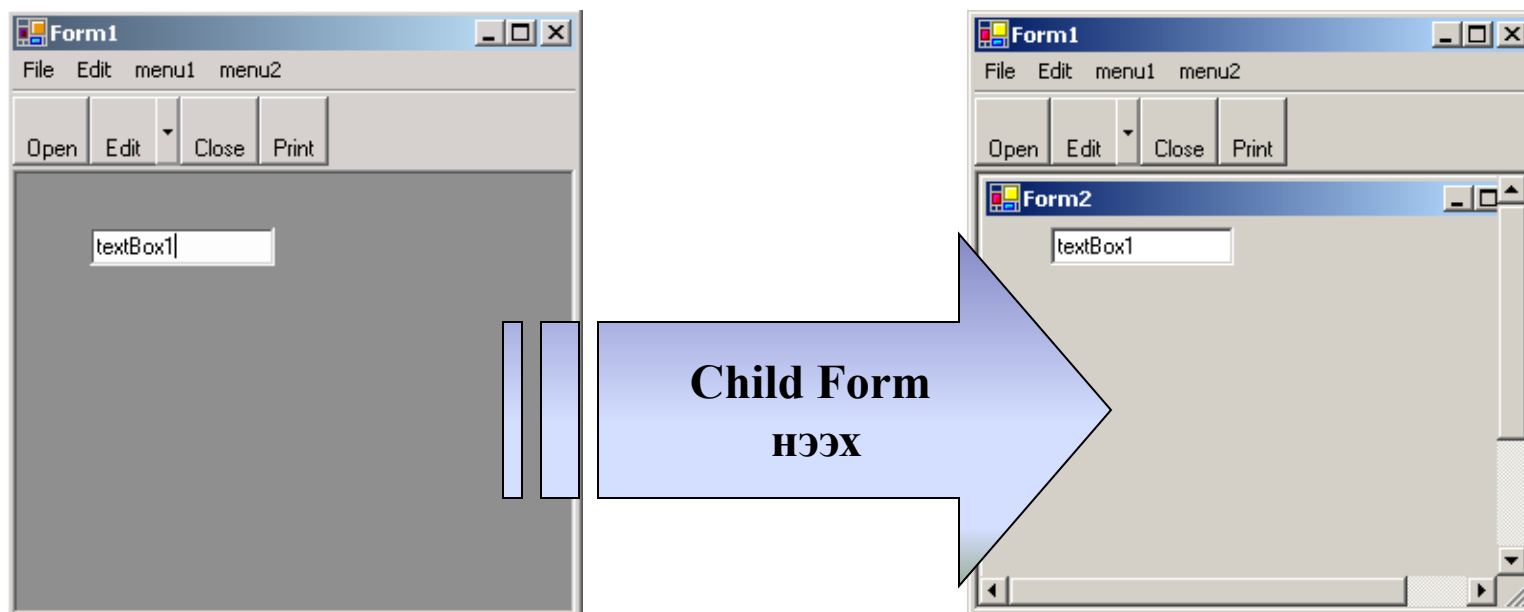 Form1
File Edit menu1 menu2
Open Edit Close Print
textBox1
Child Form
нээх
Form1
File Edit menu1 menu2
Open Edit Close Print
Form2
textBox1